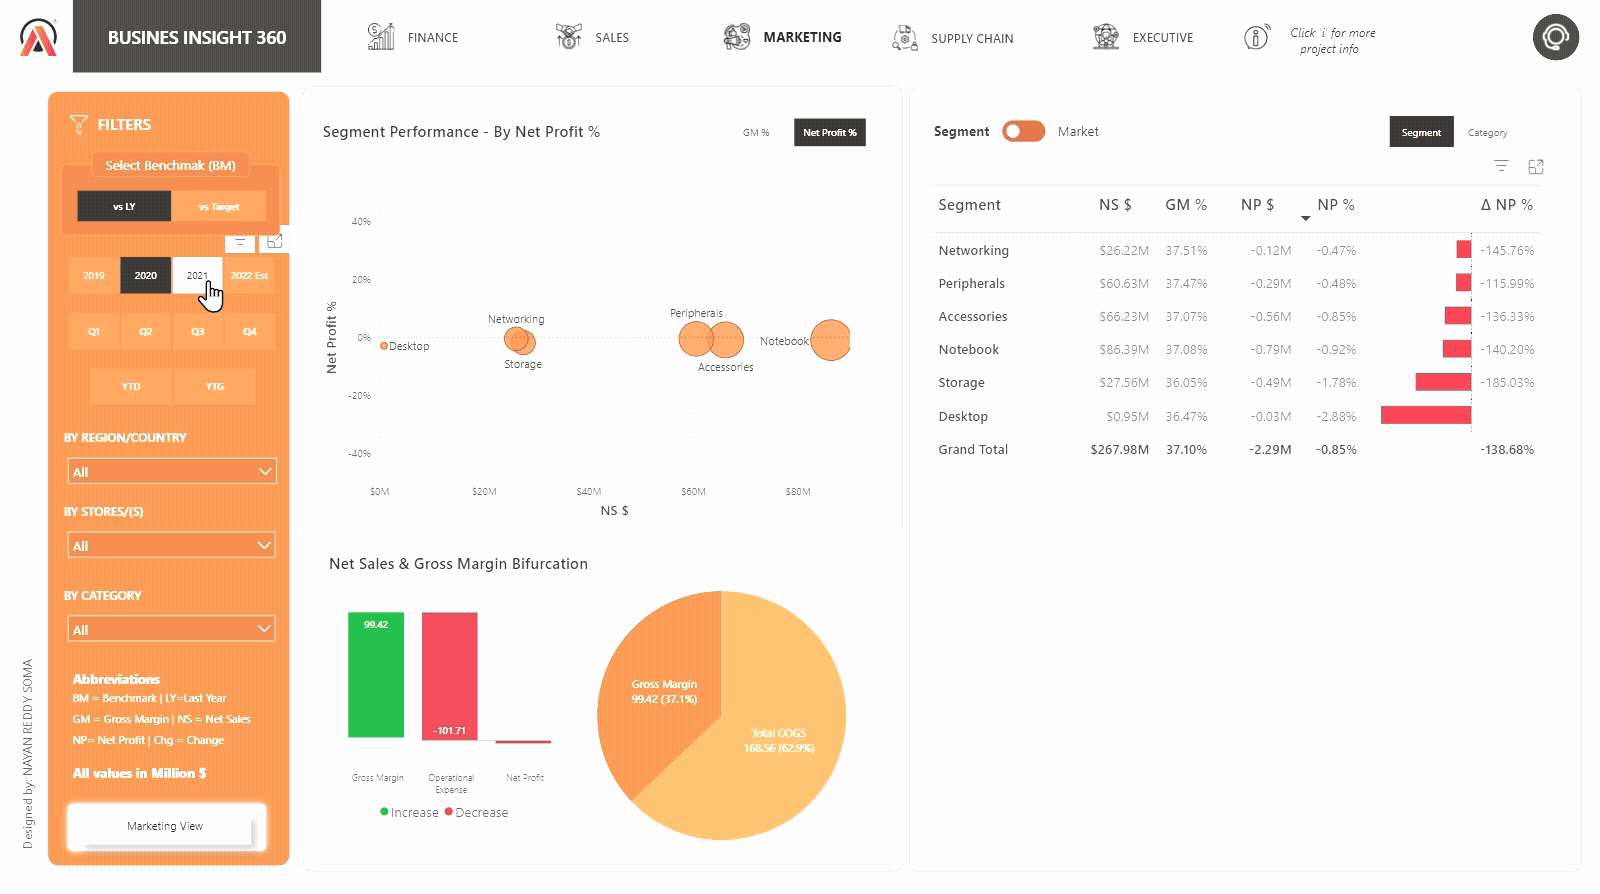 BUSINES INSIGHT 360
FINANCE
SALES
MARKETING
SUPPLY CHAIN
EXECUTIVE
Click 'i' for more
project info
FILTERS
Select Benchmak (BM)
vs LY
vs Target
2019
2020
2021
2022 Est
Q1
Q2
Q3
Q4
YTD
YTG
BY REGION/COUNTRY
All
BY STORES/(S)
All
BY CATEGORY
All
Abbreviations
BM = Benchmark | LY=Last Year
GM = Gross Margin | NS = Net Sales
NP= Net Profit | Chg = Change
All values in Million $
Marketing View
Designed by: NAYAN REDDY SOMA
Segment Performance - By Net Profit %
GM %
Net Profit %
Net Profit %
40%
20%
0%
-20%
-40%
Networking
Peripherals
Desktop
Notebook
Storage
Accessories
$0M
$20M
$40M
$60M
$80M
NS $
Net Sales & Gross Margin Bifurcation
99.42
-101.71
Gross Margin
Operational
Expense
Net Profit
Increase
Decrease
Gross Margin
99.42 (37.1%)
Total COGS
168.56 (62.9%)
Segment
Market
Segment
Category
Segment NS $ GM % NP $ NP % Δ NP %
Networking $26.22M 37.51% -0.12M -0.47% -145.76%
Peripherals $60.63M 37.47% -0.29M -0.48% -115.99%
Accessories $66.23M 37.07% -0.56M -0.85% -136.33%
Notebook $86.39M 37.08% -0.79M -0.92% -140.20%
Storage $27.56M 36.05% -0.49M -1.78% -185.03%
Desktop $0.95M 36.47% -0.03M -2.88%
Grand Total $267.98M 37.10% -2.29M -0.85% -138.68%